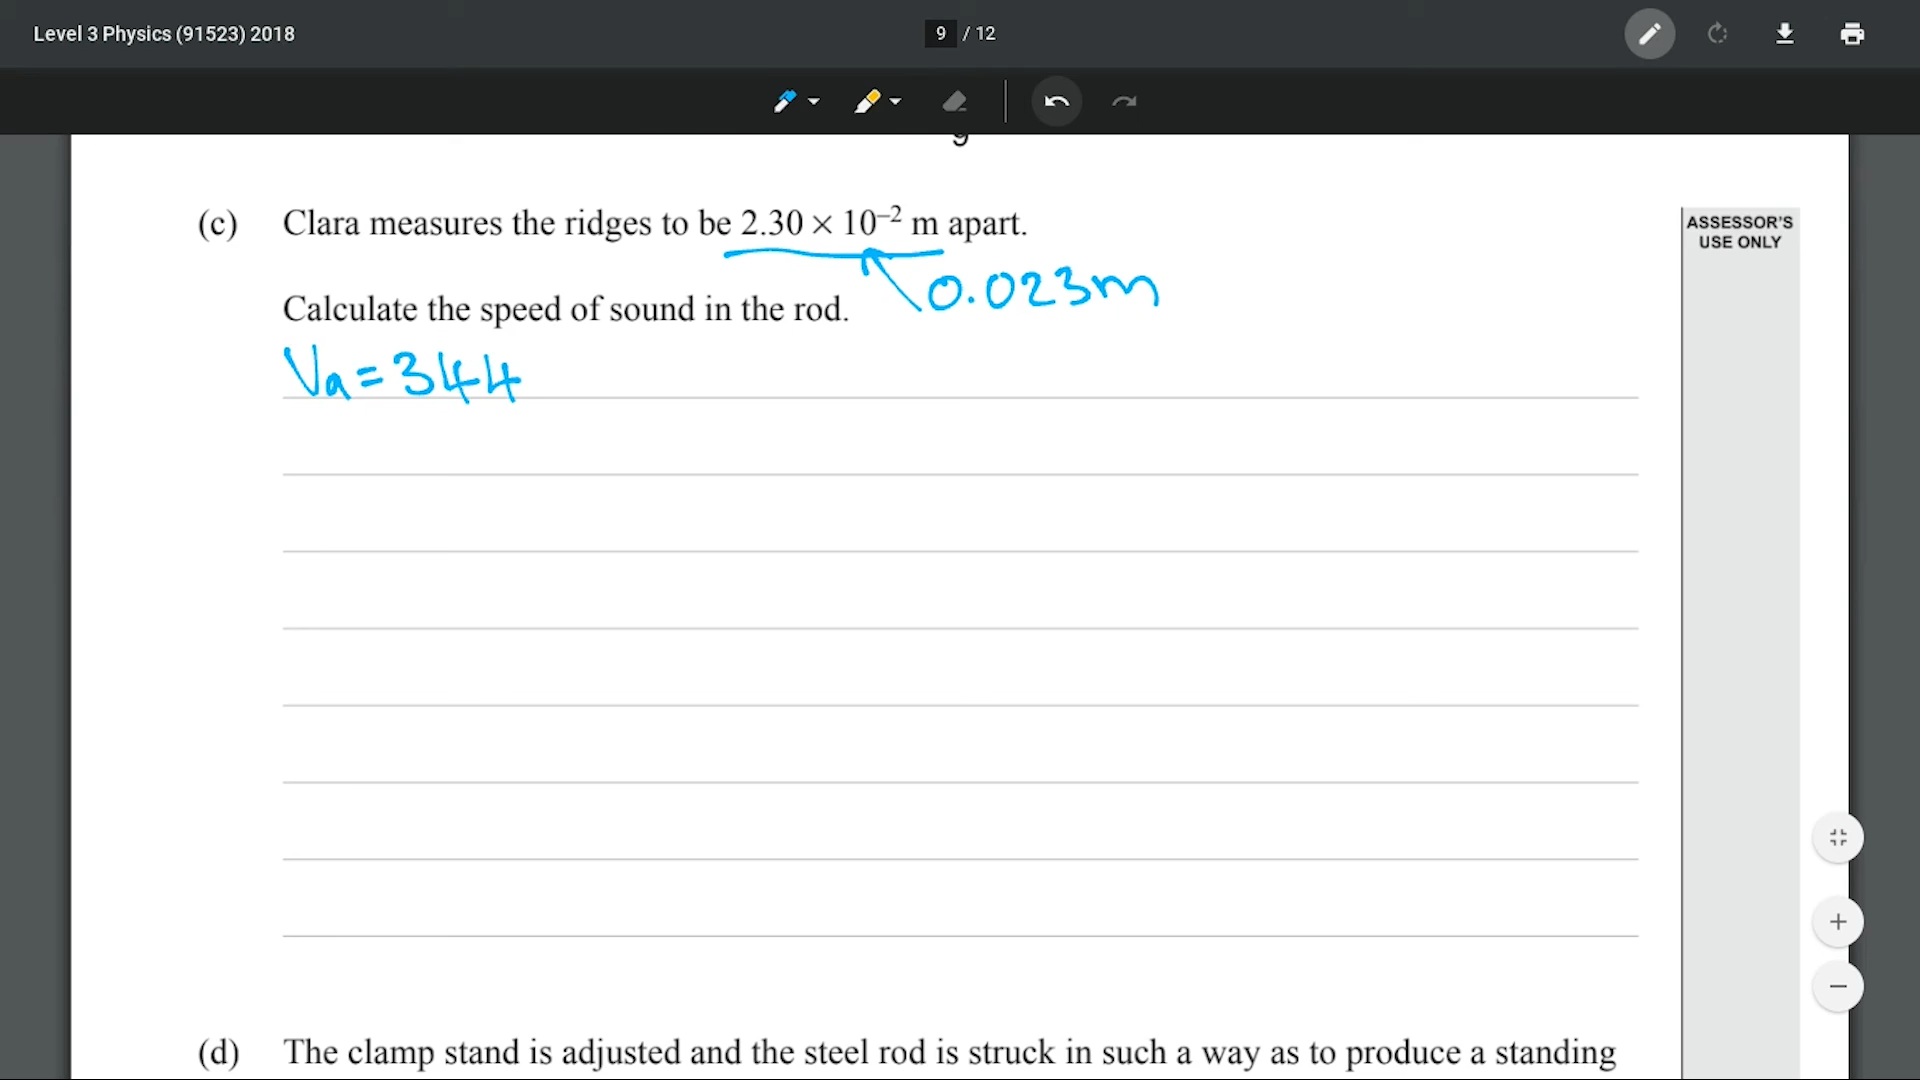 Level 3 Physics (91523) 2018
9 / 12
9
(c) Clara measures the ridges to be 2.30 × 10⁻² m apart.
ASSESSOR'S
USE ONLY
0.023m
Calculate the speed of sound in the rod.
Va = 344
(d) The clamp stand is adjusted and the steel rod is struck in such a way as to produce a standing